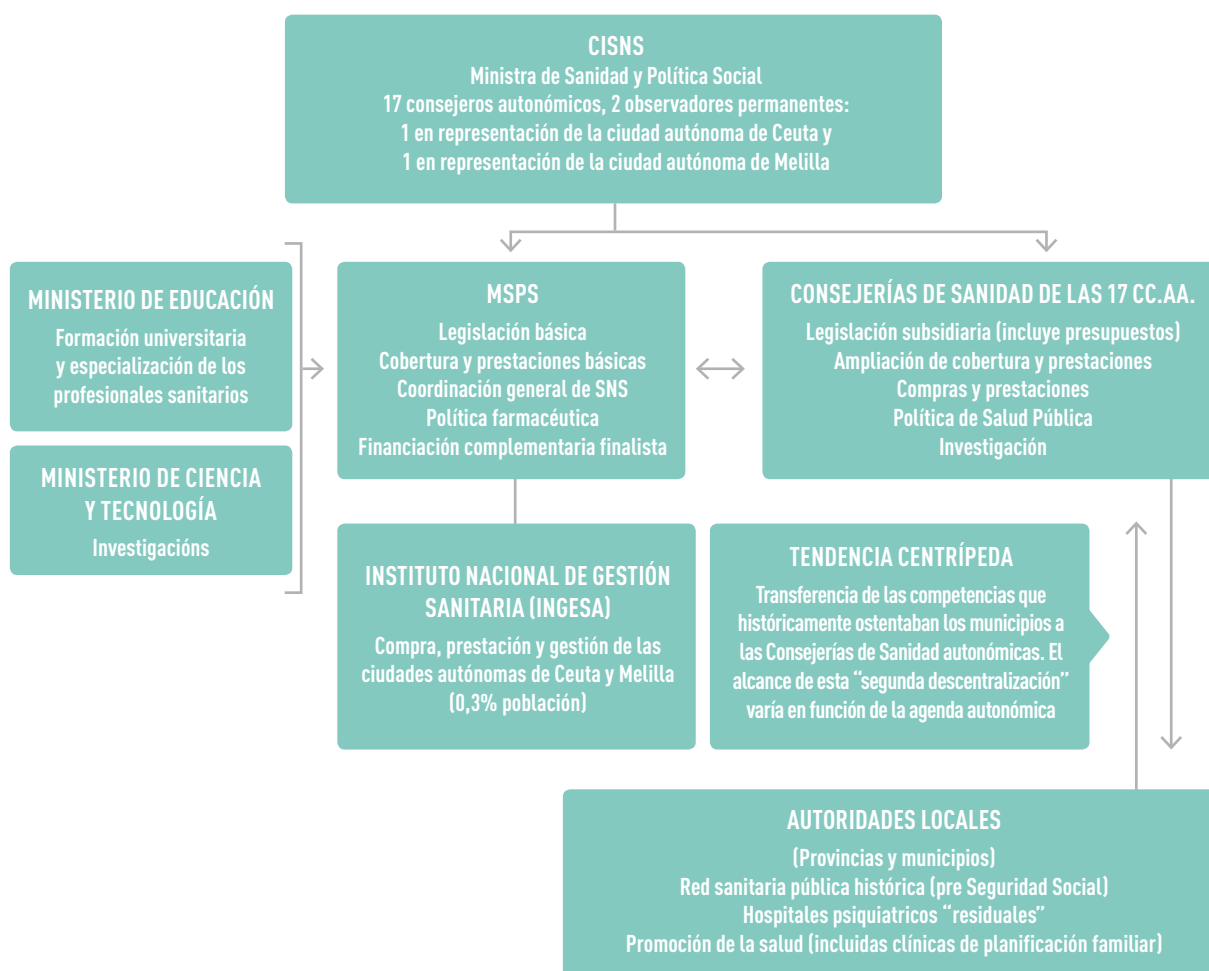 CISNS
Ministra de Sanidad y Política Social
17 consejeros autonómicos, 2 observadores permanentes:
1 en representación de la ciudad autónoma de Ceuta y
1 en representación de la ciudad autónoma de Melilla
MINISTERIO DE EDUCACIÓN
Formación universitaria
y especialización de los
profesionales sanitarios
MINISTERIO DE CIENCIA
Y TECNOLOGÍA
Investigacións
MSPS
Legislación básica
Cobertura y prestaciones básicas
Coordinación general de SNS
Política farmacéutica
Financiación complementaria finalista
CONSEJERÍAS DE SANIDAD DE LAS 17 CC.AA.
Legislación subsidiaria (incluye presupuestos)
Ampliación de cobertura y prestaciones
Compras y prestaciones
Política de Salud Pública
Investigación
INSTITUTO NACIONAL DE GESTIÓN
SANITARIA (INGESA)
Compra, prestación y gestión de las
ciudades autónomas de Ceuta y Melilla
(0,3% población)
TENDENCIA CENTRÍPEDA
Transferencia de las competencias que
históricamente ostentaban los municipios a
las Consejerías de Sanidad autonómicas. El
alcance de esta “segunda descentralización”
varía en función de la agenda autonómica
AUTORIDADES LOCALES
(Provincias y municipios)
Red sanitaria pública histórica (pre Seguridad Social)
Hospitales psiquiatricos “residuales”
Promoción de la salud (incluidas clínicas de planificación familiar)